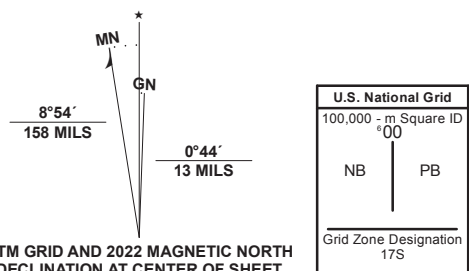 ★
MN
GN
8°54´
158 MILS
0°44´
13 MILS
TM GRID AND 2022 MAGNETIC NORTH
DECLINATION AT CENTER OF SHEET
U.S. National Grid
100,000 - m Square ID
⁶00
NB
PB
Grid Zone Designation
17S